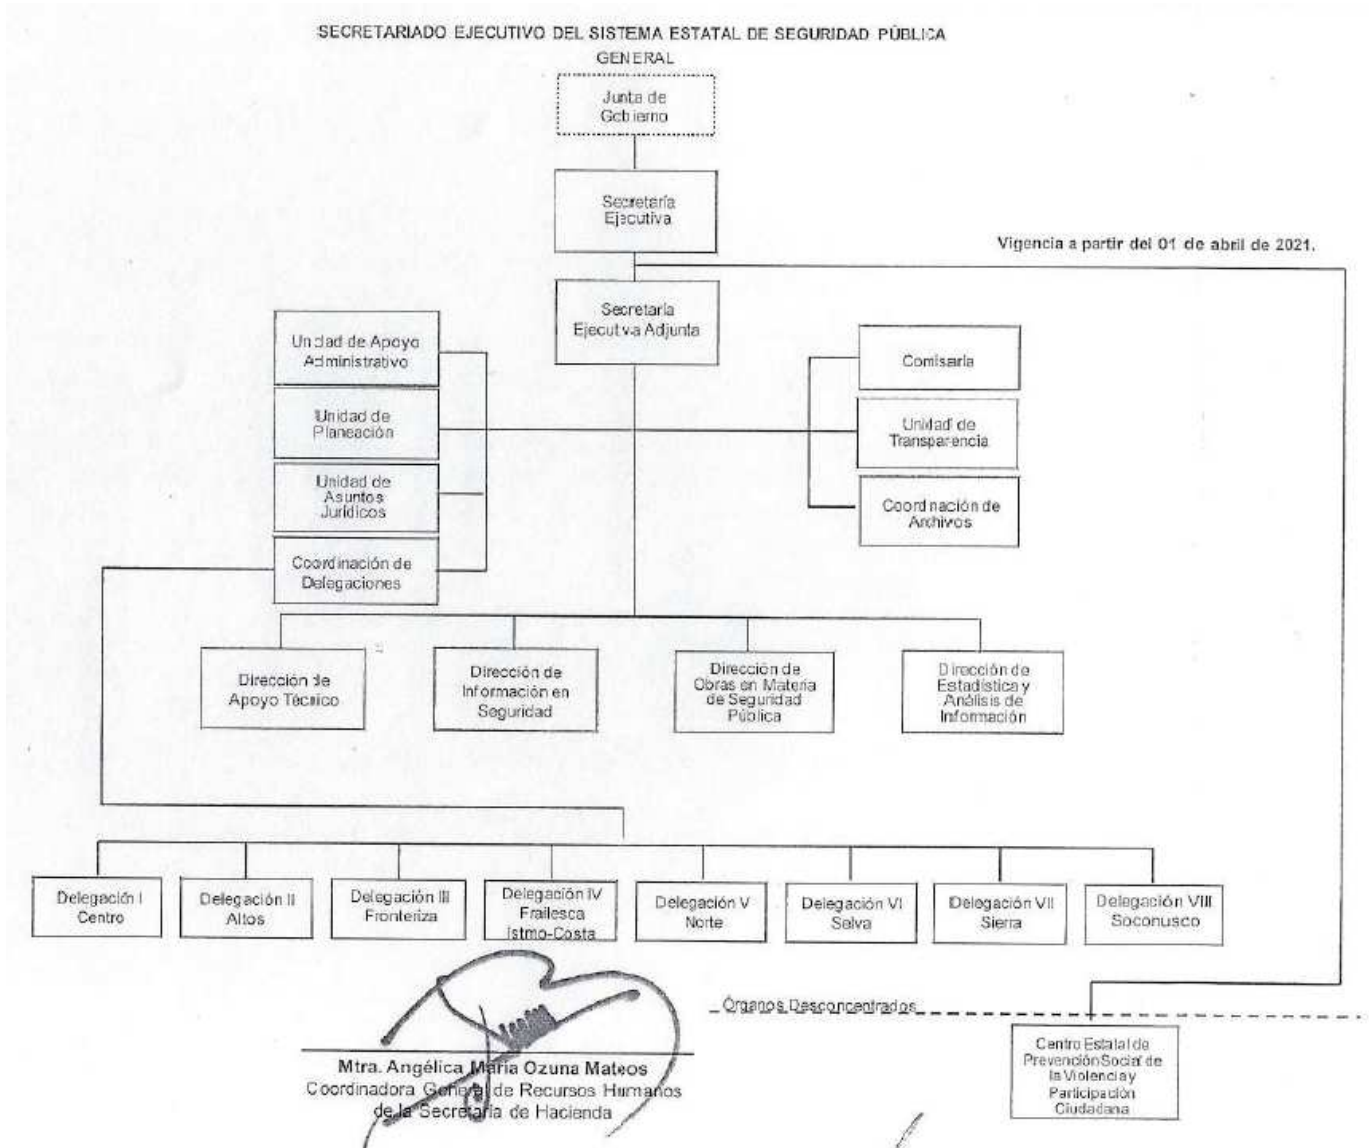 SECRETARIADO EJECUTIVO DEL SISTEMA ESTATAL DE SEGURIDAD PÚBLICA
GENERAL
Junta de
Gobierno
Secretaría
Ejecutiva
Vigencia a partir del 01 de abril de 2021.
Secretaría
Ejecutiva Adjunta
Unidad de Apoyo
Administrativo
Unidad de
Planeación
Unidad de
Asuntos
Jurídicos
Coordinación de
Delegaciones
Comisaría
Unidad de
Transparencia
Coordinación de
Archivos
Dirección de
Apoyo Técnico
Dirección de
Información en
Seguridad
Dirección de
Obras en Materia
de Seguridad
Pública
Dirección de
Estadística y
Análisis de
Información
Delegación I
Centro
Delegación II
Altos
Delegación III
Fronteriza
Delegación IV
Frailesca
Istmo-Costa
Delegación V
Norte
Delegación VI
Selva
Delegación VII
Sierra
Delegación VIII
Soconusco
Órganos Desconcentrados
Centro Estatal de
Prevención Social de
la Violencia y
Participación
Ciudadana
Mtra. Angélica María Ozuna Mateos
Coordinadora General de Recursos Humanos
de la Secretaría de Hacienda